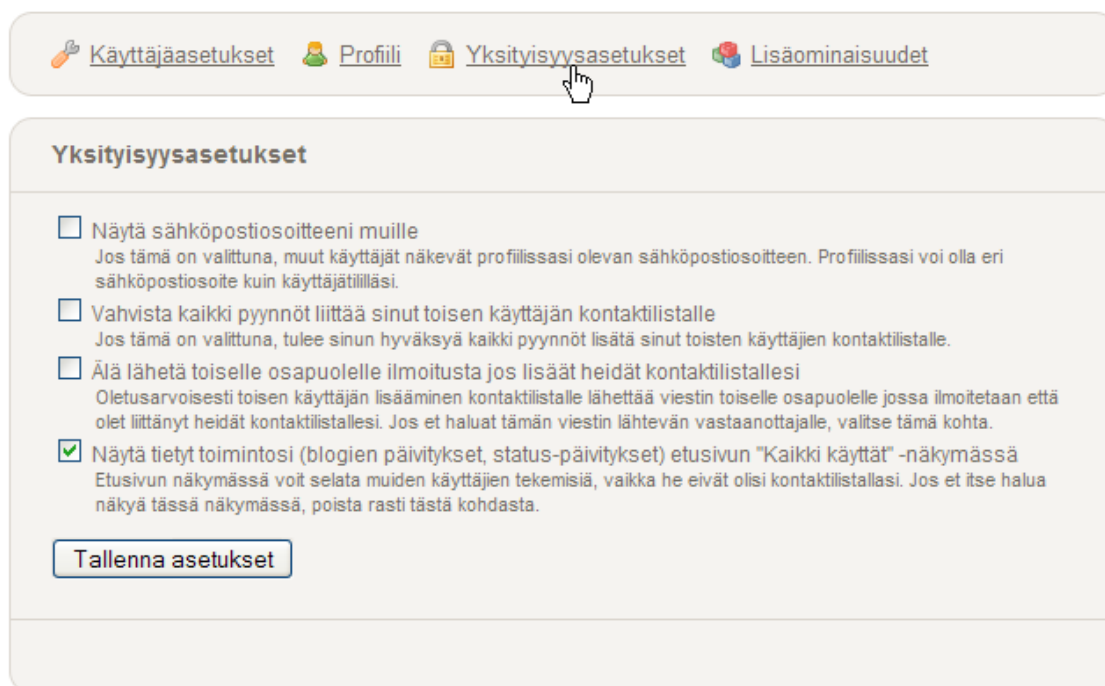 Käyttäjäasetukset Profiili Yksityisyysasetukset Lisäominaisuudet
Yksityisyysasetukset
Näytä sähköpostiosoitteeni muille
Jos tämä on valittuna, muut käyttäjät näkevät profiilissasi olevan sähköpostiosoitteen. Profiilissasi voi olla eri
sähköpostiosoite kuin käyttäjätililläsi.
Vahvista kaikki pyynnöt liittää sinut toisen käyttäjän kontaktilistalle
Jos tämä on valittuna, tulee sinun hyväksyä kaikki pyynnöt lisätä sinut toisten käyttäjien kontaktilistalle.
Älä lähetä toiselle osapuolelle ilmoitusta jos lisäät heidät kontaktilistallesi
Oletusarvoisesti toisen käyttäjän lisääminen kontaktilistalle lähettää viestin toiselle osapuolelle jossa ilmoitetaan että
olet liittänyt heidät kontaktilistallesi. Jos et haluat tämän viestin lähtevän vastaanottajalle, valitse tämä kohta.
Näytä tietyt toimintosi (blogien päivitykset, status-päivitykset) etusivun "Kaikki käyttät" -näkymässä
Etusivun näkymässä voit selata muiden käyttäjien tekemisiä, vaikka he eivät olisi kontaktilistallasi. Jos et itse halua
näkyä tässä näkymässä, poista rasti tästä kohdasta.
Tallenna asetukset